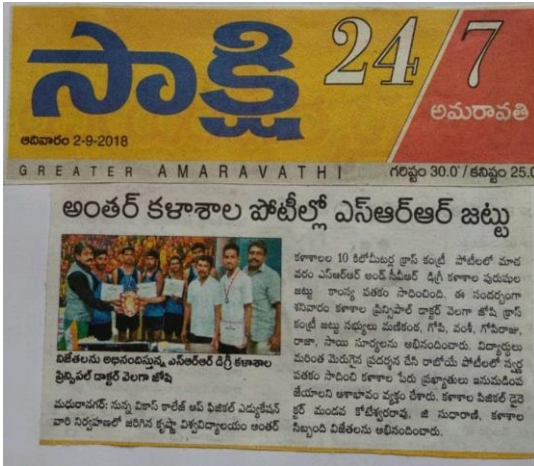 సాక్షి
24/7
అమరావతి
ఆదివారం 2-9-2018
GREATER AMARAVATHI
గరిష్టం 30.0°/కనిష్టం 25.0
అంతర్ కళాశాల పోటీల్లో ఎస్ఆర్ఆర్ జట్టు
విజేతలను అభినందిస్తున్న ఎస్ఆర్ఆర్ డిగ్రీ కళాశాల
ప్రిన్సిపల్ డాక్టర్ వెలగా జోషి
మధురానగర్: నున్న వికాస్ కాలేజ్ ఆఫ్ ఫిజికల్ ఎడ్యుకేషన్
వారి నిర్వహణలో జరిగిన కృష్ణా విశ్వవిద్యాలయం అంతర్
కళాశాలల 10 కిలోమీటర్ల క్రాస్ కంట్రీ పోటీలలో మాచ
వరం ఎస్ఆర్ఆర్ అండ్ సీవీఆర్ డిగ్రీ కళాశాల పురుషుల
జట్టు కాంస్య పతకం సాధించింది. ఈ సందర్భంగా
శనివారం కళాశాల ప్రిన్సిపాల్ డాక్టర్ వెలగా జోషి క్రాస్
కంట్రీ జట్టు సభ్యులు మణికంఠ, గోపి, వంశీ, గోపిరాజు,
రాజా, సాయి సూర్యలను అభినందించారు. విద్యార్థులు
మరింత మెరుగైన ప్రదర్శన చేసి రాబోయే పోటీలలో స్వర్ణ
పతకం సాధించి కళాశాల పేరు ప్రఖ్యాతులు ఇనుమడింప
జేయాలని ఆశాభావం వ్యక్తం చేశారు. కళాశాల ఫిజికల్ డైరె
క్టర్ మండవ కోటేశ్వరరావు, జి సుధారాణి, కళాశాల
సిబ్బంది విజేతలను అభినందించారు.